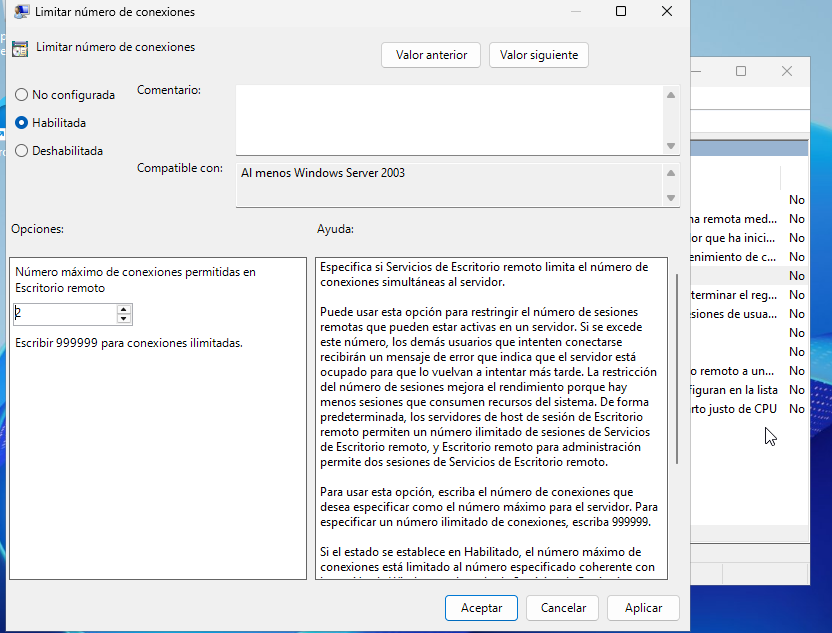 Limitar número de conexiones
Limitar número de conexiones
Valor anterior
Valor siguiente
No configurada
Comentario:
Habilitada
Deshabilitada
Compatible con:
Al menos Windows Server 2003
Opciones:
Ayuda:
Número máximo de conexiones permitidas en
Escritorio remoto
2
Escribir 999999 para conexiones ilimitadas.
Especifica si Servicios de Escritorio remoto limita el número de
conexiones simultáneas al servidor.
Puede usar esta opción para restringir el número de sesiones
remotas que pueden estar activas en un servidor. Si se excede
este número, los demás usuarios que intenten conectarse
recibirán un mensaje de error que indica que el servidor está
ocupado para que lo vuelvan a intentar más tarde. La restricción
del número de sesiones mejora el rendimiento porque hay
menos sesiones que consumen recursos del sistema. De forma
predeterminada, los servidores de host de sesión de Escritorio
remoto permiten un número ilimitado de sesiones de Servicios
de Escritorio remoto, y Escritorio remoto para administración
permite dos sesiones de Servicios de Escritorio remoto.
Para usar esta opción, escriba el número de conexiones que
desea especificar como el número máximo para el servidor. Para
especificar un número ilimitado de conexiones, escriba 999999.
Si el estado se establece en Habilitado, el número máximo de
conexiones está limitado al número especificado coherente con
Aceptar
Cancelar
Aplicar
No
na remota med... No
or que ha inici... No
enimiento de c... No
No
terminar el reg... No
siones de usua... No
No
No
o remoto a un... No
figuran en la lista No
rto justo de CPU No